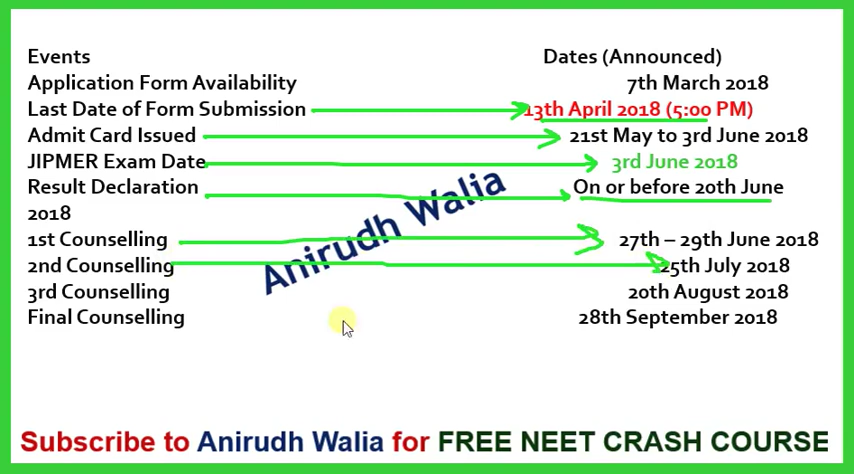 Events Dates (Announced)
Application Form Availability 7th March 2018
Last Date of Form Submission 13th April 2018 (5:00 PM)
Admit Card Issued 21st May to 3rd June 2018
JIPMER Exam Date 3rd June 2018
Result Declaration On or before 20th June
2018
1st Counselling 27th – 29th June 2018
2nd Counselling 25th July 2018
3rd Counselling 20th August 2018
Final Counselling 28th September 2018
Anirudh Walia
Subscribe to Anirudh Walia for FREE NEET CRASH COURSE